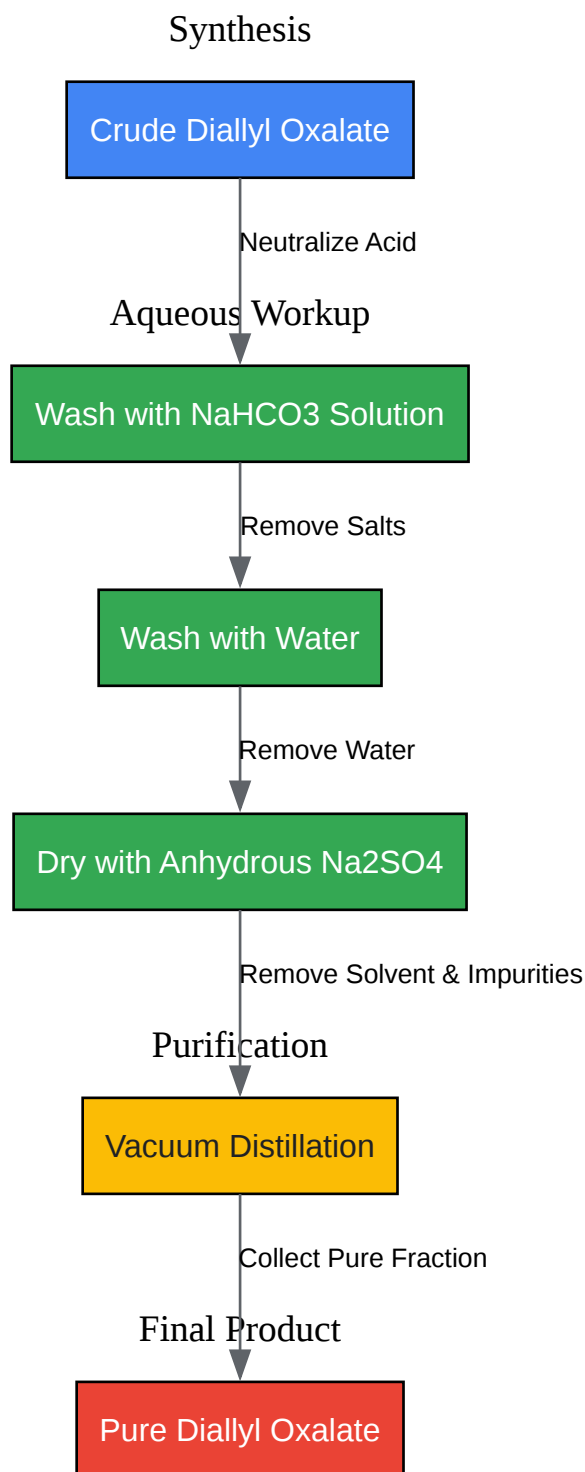 Synthesis
Crude Diallyl Oxalate
Neutralize Acid
Aqueous Workup
Wash with NaHCO3 Solution
Remove Salts
Wash with Water
Remove Water
Dry with Anhydrous Na2SO4
Remove Solvent & Impurities
Purification
Vacuum Distillation
Collect Pure Fraction
Final Product
Pure Diallyl Oxalate